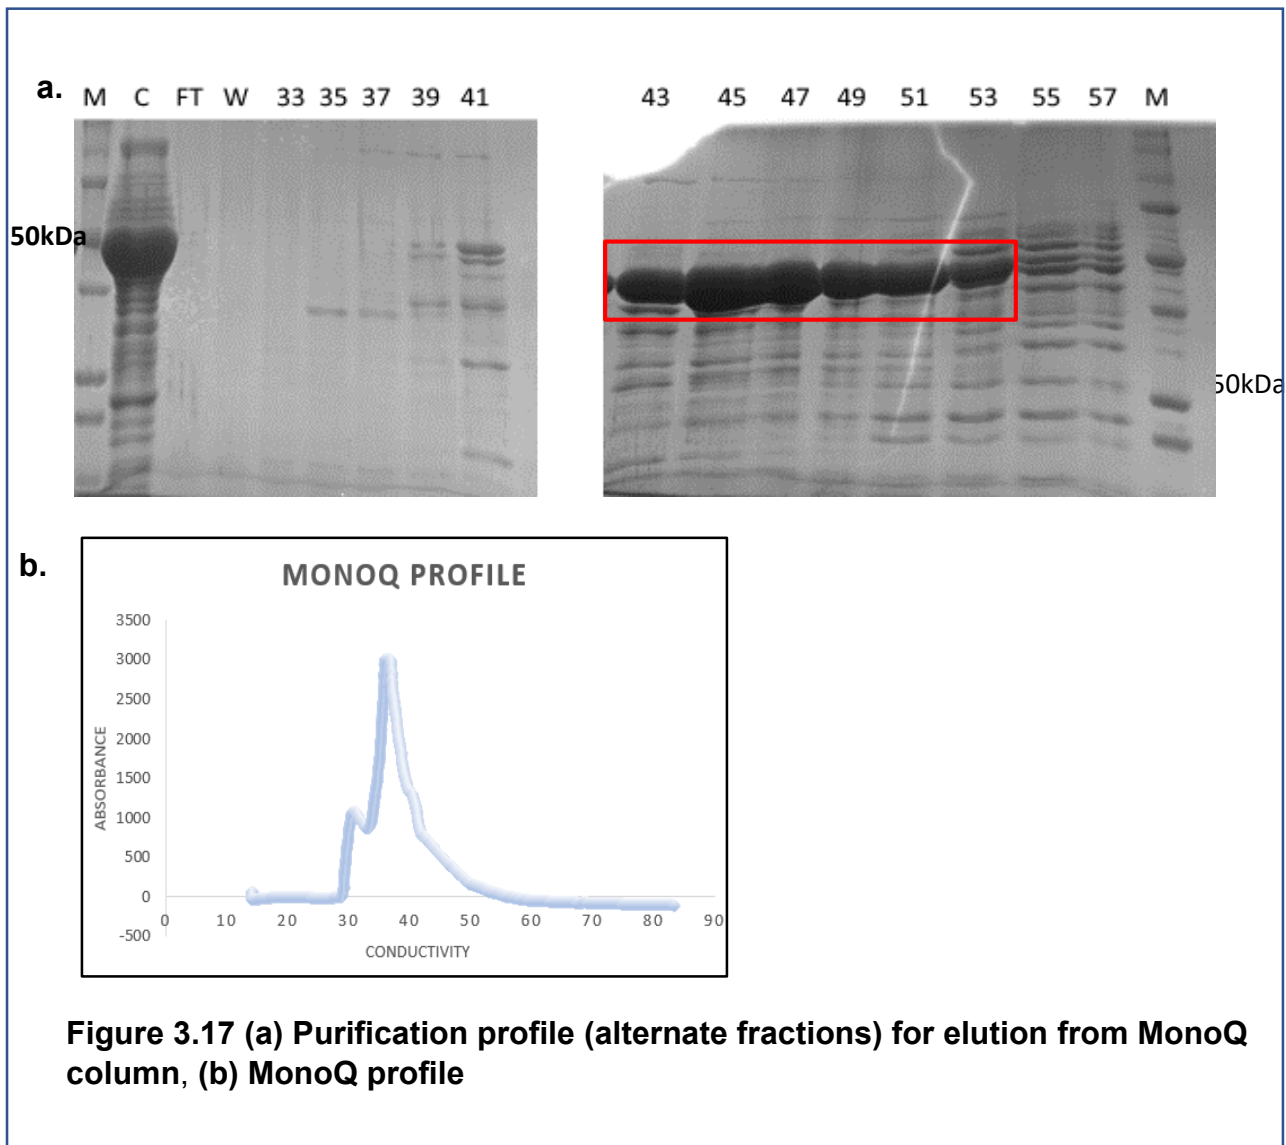 a.
M C FT W 33 35 37 39 41
43 45 47 49 51 53 55 57 M
50kDa
50kDa
b.
MONOQ PROFILE
3500
3000
2500
2000
1500
1000
500
0
-500
ABSORBANCE
0 10 20 30 40 50 60 70 80 90
CONDUCTIVITY
Figure 3.17 (a) Purification profile (alternate fractions) for elution from MonoQ
column, (b) MonoQ profile